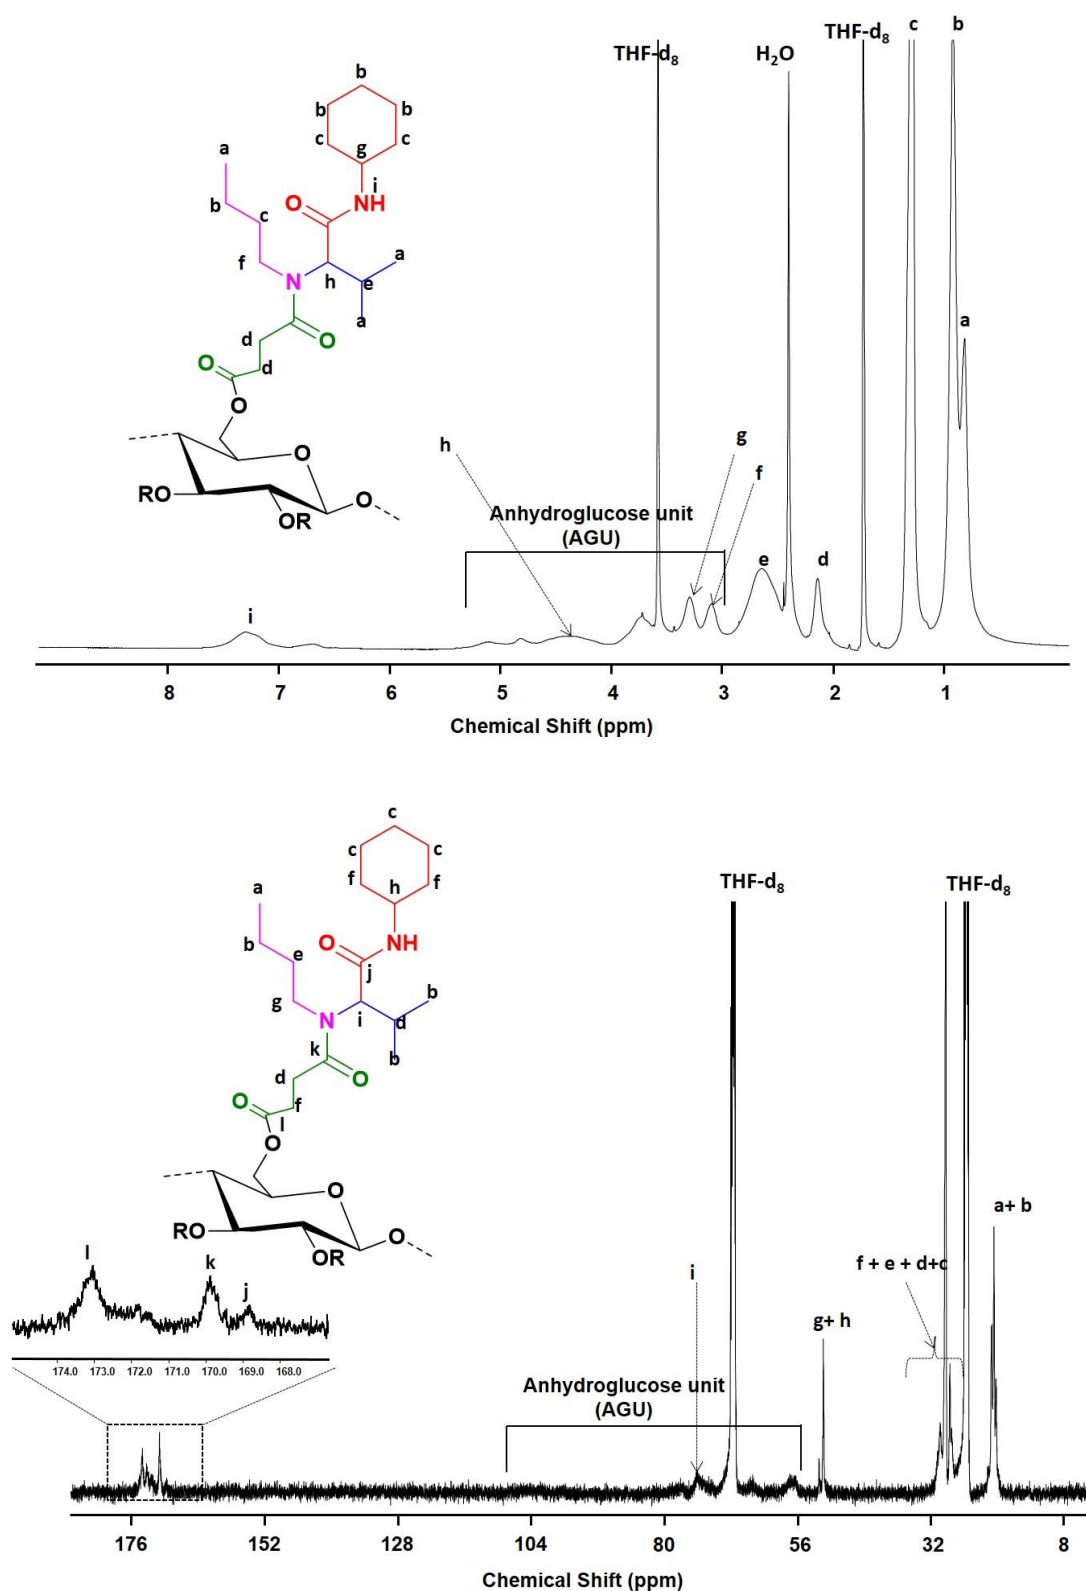 THF-d8
H2O
THF-d8
c
b
b
b
b
c
c
a
g
i
O
NH
b
c
a
f
N
h
e
a
a
d
O
O
d
h
g
f
O
O
RO
OR
O
Anhydroglucose unit
(AGU)
e
d
i
8
7
6
5
4
3
2
1
Chemical Shift (ppm)
c
c
c
f
f
a
h
THF-d8
THF-d8
b
O
NH
e
j
b
g
N
i
d
k
b
d
O
O
f
l
O
O
RO
O
OR
a+ b
l
k
j
i
f + e + d+c
g+ h
174.0 173.0 172.0 171.0 170.0 169.0 168.0
Anhydroglucose unit
(AGU)
176
152
128
104
80
56
32
8
Chemical Shift (ppm)